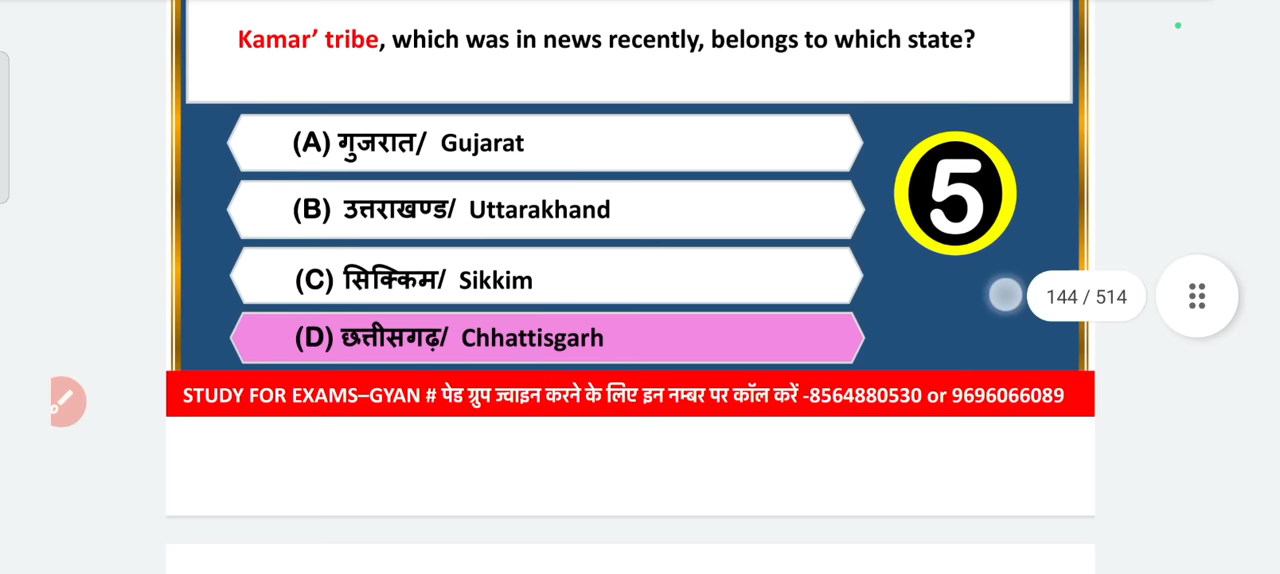 Kamar’ tribe, which was in news recently, belongs to which state?
(A) गुजरात/ Gujarat
(B) उत्तराखण्ड/ Uttarakhand
5
(C) सिक्किम/ Sikkim
144 / 514
(D) छत्तीसगढ़/ Chhattisgarh
STUDY FOR EXAMS–GYAN # पेड ग्रुप ज्वाइन करने के लिए इन नम्बर पर कॉल करें -8564880530 or 9696066089